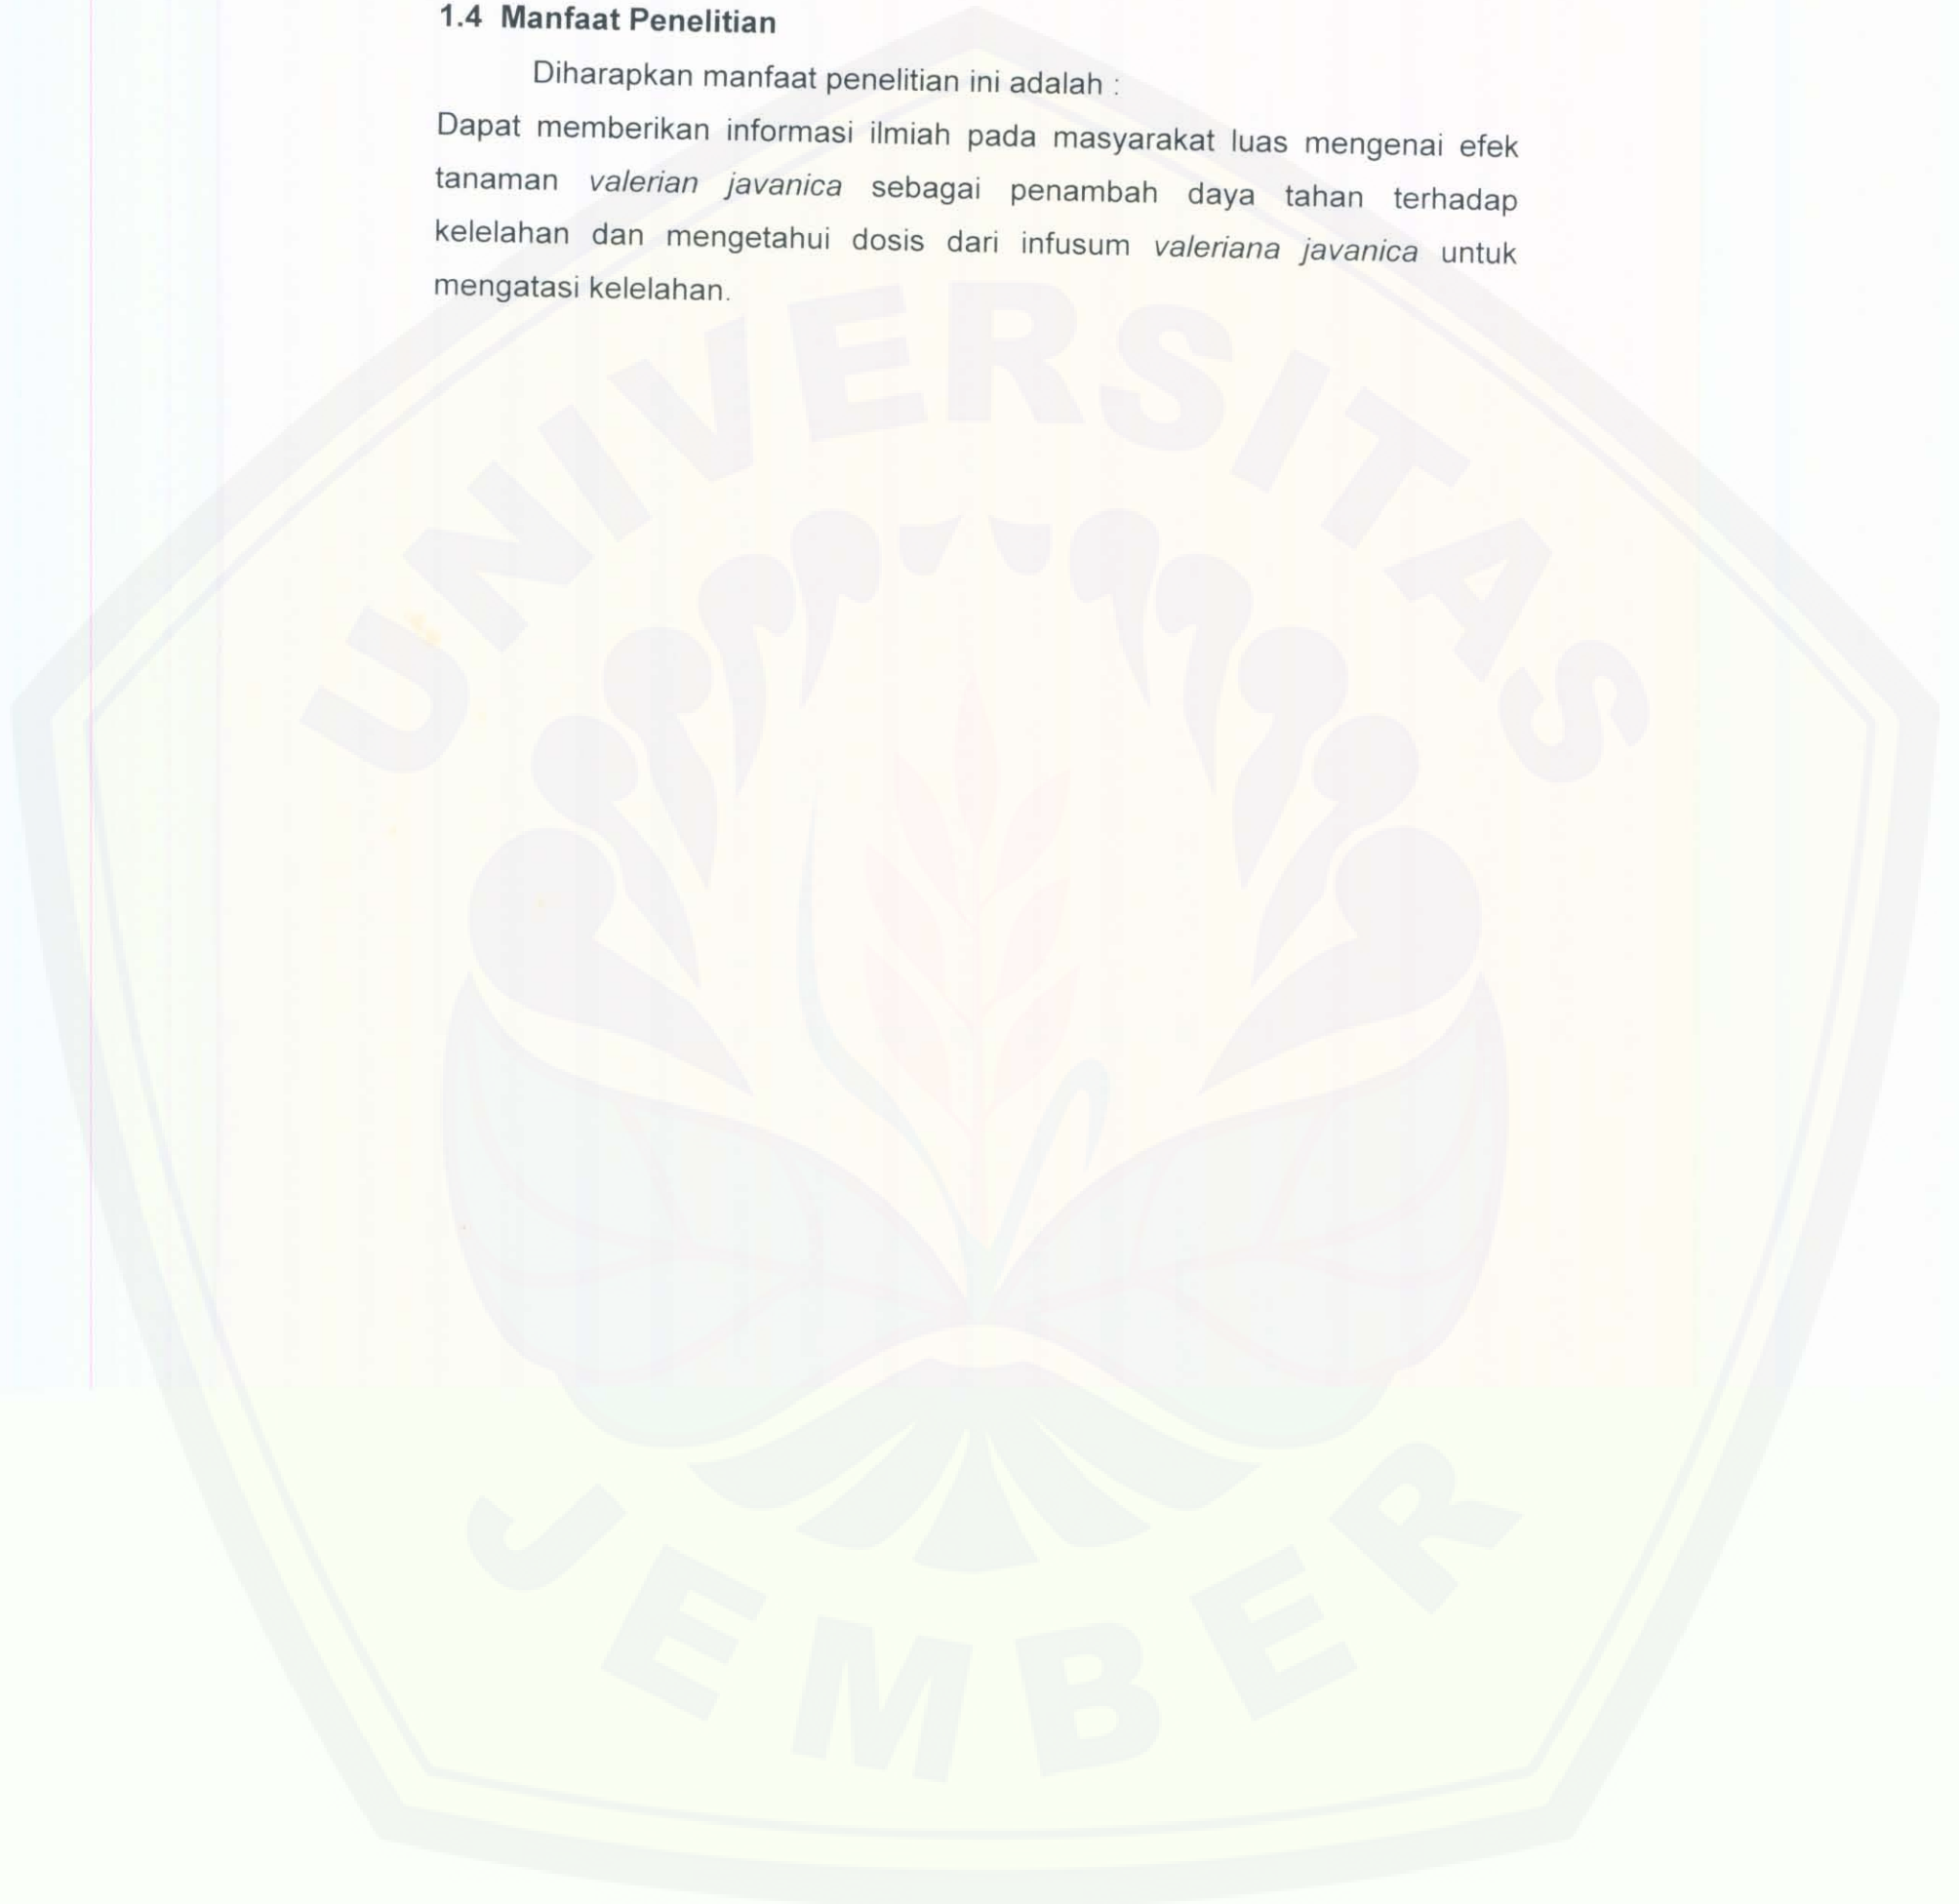 1.4 Manfaat Penelitian
Diharapkan manfaat penelitian ini adalah :
Dapat memberikan informasi ilmiah pada masyarakat luas mengenai efek
tanaman valerian javanica sebagai penambah daya tahan terhadap
kelelahan dan mengetahui dosis dari infusum valeriana javanica untuk
mengatasi kelelahan.
UNIVERSITAS
JEMBER